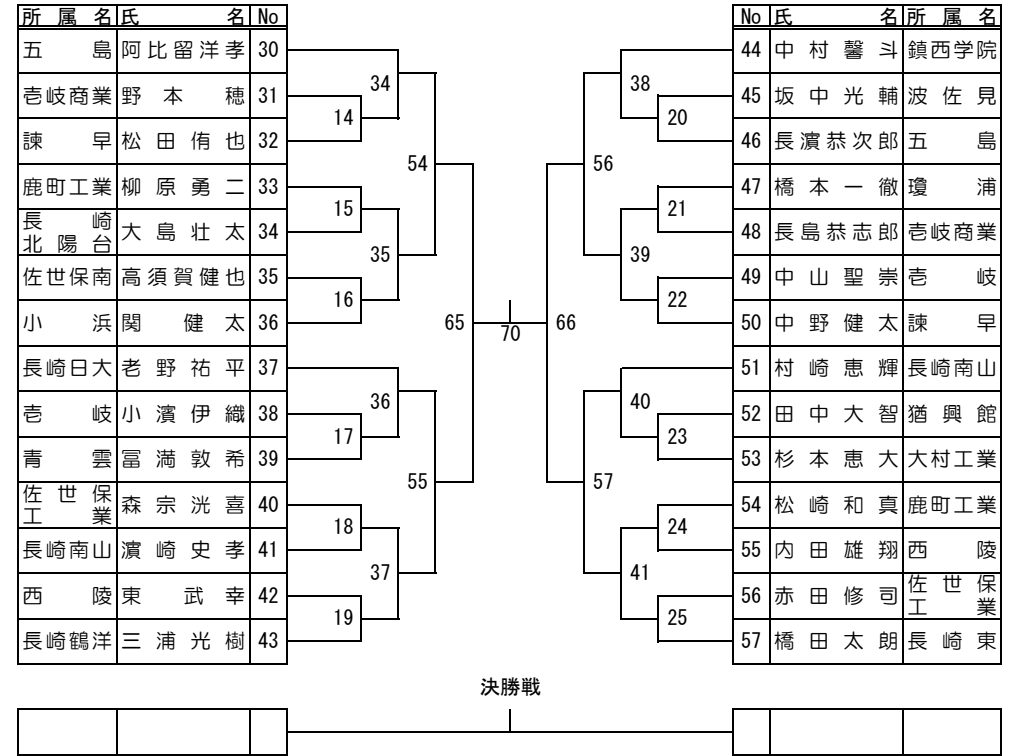 所属名 氏名 No
五島 阿比留洋孝 30
壱岐商業 野本穂 31
諫早 松田侑也 32
鹿町工業 柳原勇二 33
長崎北陽台 大島壮太 34
佐世保南 高須賀健也 35
小浜 関健太 36
長崎日大 老野祐平 37
壱岐 小濱伊織 38
青雲 冨満敦希 39
佐世保工業 森宗洸喜 40
長崎南山 濵崎史孝 41
西陵 東武幸 42
長崎鶴洋 三浦光樹 43
34
14
54
15
35
16
65
36
17
55
18
37
19
70
38
20
56
21
39
22
66
40
23
57
24
41
25
No 氏名 所属名
44 中村馨斗 鎮西学院
45 坂中光輔 波佐見
46 長濵恭次郎 五島
47 橋本一徹 瓊浦
48 長島恭志郎 壱岐商業
49 中山聖崇 壱岐
50 中野健太 諫早
51 村崎恵輝 長崎南山
52 田中大智 猶興館
53 杉本恵大 大村工業
54 松崎和真 鹿町工業
55 内田雄翔 西陵
56 赤田修司 佐世保工業
57 橋田太朗 長崎東
決勝戦